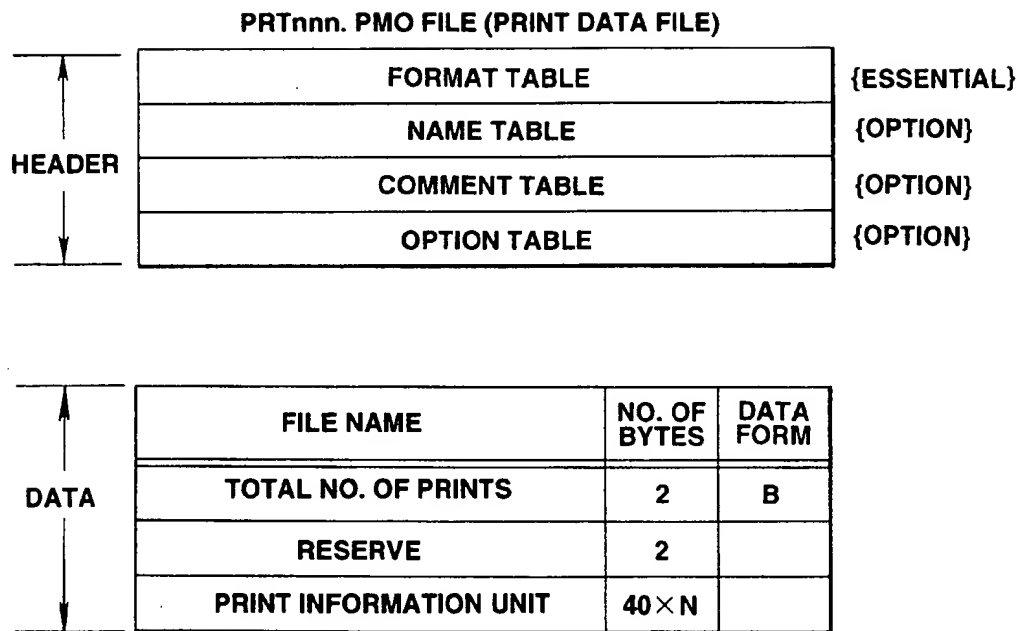 PRTnnn. PMO FILE (PRINT DATA FILE)
HEADER
FORMAT TABLE {ESSENTIAL}
NAME TABLE {OPTION}
COMMENT TABLE {OPTION}
OPTION TABLE {OPTION}
DATA
FILE NAME NO. OF BYTES DATA FORM
TOTAL NO. OF PRINTS 2 B
RESERVE 2
PRINT INFORMATION UNIT 40×N